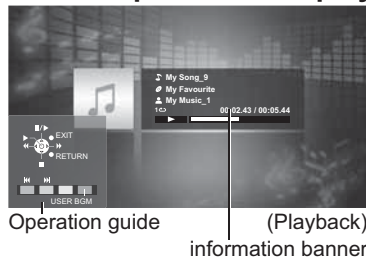 My Song_9
My Favourite
My Music_1
00:02.43 / 00:05.44
EXIT
RETURN
USER BGM
Operation guide
(Playback)
information banner